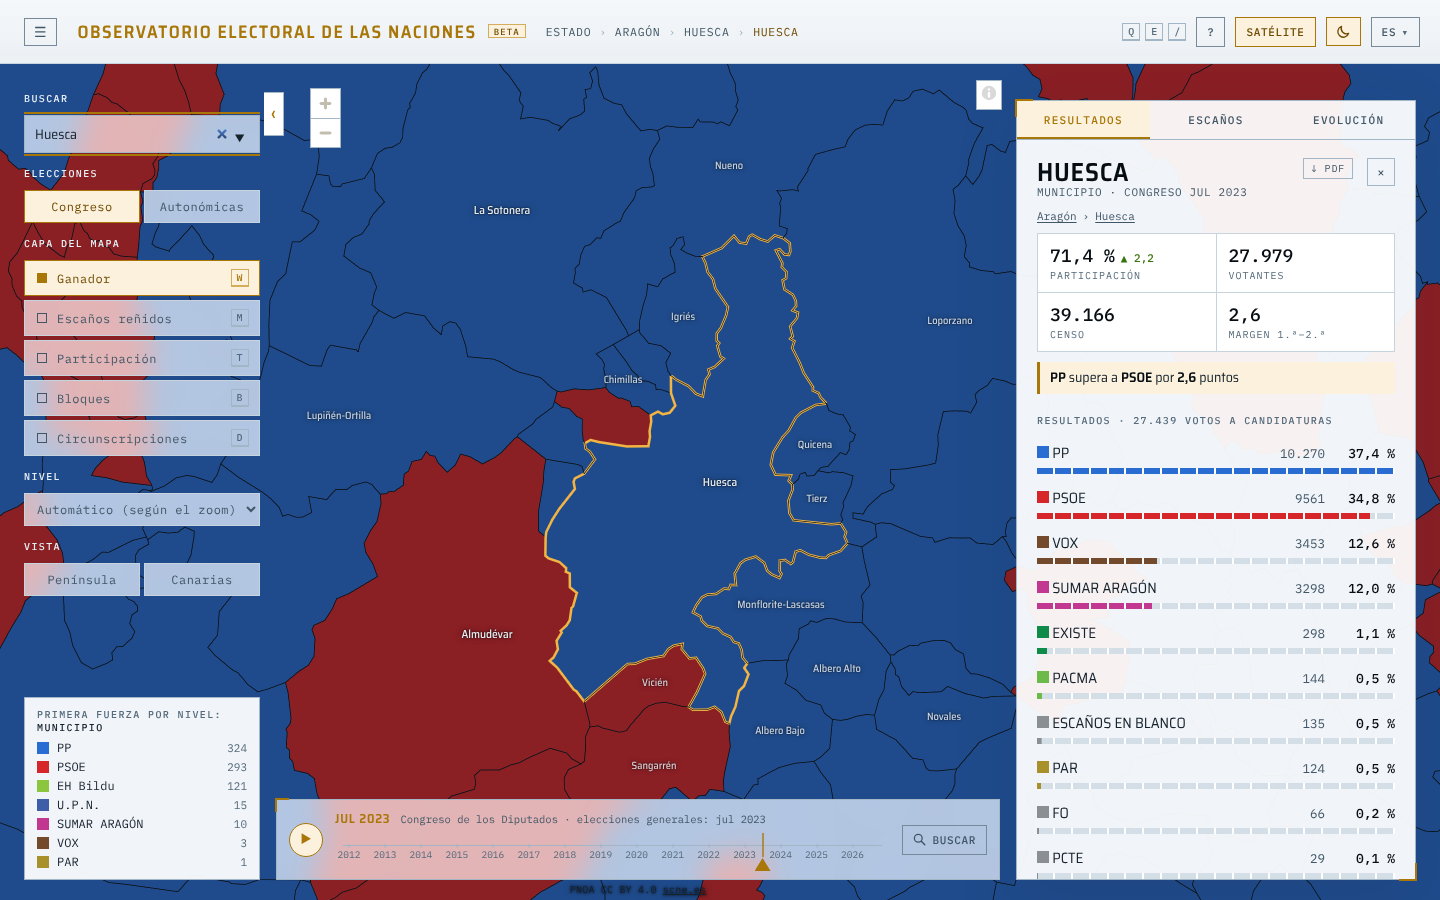 ☰ OBSERVATORIO ELECTORAL DE LAS NACIONES BETA ESTADO › ARAGÓN › HUESCA › HUESCA Q E / ? SATÉLITE ES ▾
BUSCAR
Huesca × ▼
‹
ELECCIONES
Congreso Autonómicas
CAPA DEL MAPA
Ganador W
Escaños reñidos M
Participación T
Bloques B
Circunscripciones D
NIVEL
Automático (según el zoom)
VISTA
Península Canarias
PRIMERA FUERZA POR NIVEL:
MUNICIPIO
PP 324
PSOE 293
EH Bildu 121
U.P.N. 15
SUMAR ARAGÓN 10
VOX 3
PAR 1
+
−
Nueno
La Sotonera
Igriés
Loporzano
Chimillas
Lupiñén-Ortilla
Quicena
Huesca
Tierz
Monflorite-Lascasas
Almudévar
Albero Alto
Vicién
Novales
Albero Bajo
Sangarrén
JUL 2023 Congreso de los Diputados · elecciones generales: jul 2023
2012 2013 2014 2015 2016 2017 2018 2019 2020 2021 2022 2023 2024 2025 2026
BUSCAR
PNOA CC BY 4.0 scne.es
RESULTADOS ESCAÑOS EVOLUCIÓN
HUESCA ↓ PDF ×
MUNICIPIO · CONGRESO JUL 2023
Aragón › Huesca
71,4 % ▲ 2,2
PARTICIPACIÓN
27.979
VOTANTES
39.166
CENSO
2,6
MARGEN 1.ª–2.ª
PP supera a PSOE por 2,6 puntos
RESULTADOS · 27.439 VOTOS A CANDIDATURAS
PP 10.270 37,4 %
PSOE 9561 34,8 %
VOX 3453 12,6 %
SUMAR ARAGÓN 3298 12,0 %
EXISTE 298 1,1 %
PACMA 144 0,5 %
ESCAÑOS EN BLANCO 135 0,5 %
PAR 124 0,5 %
FO 66 0,2 %
PCTE 29 0,1 %